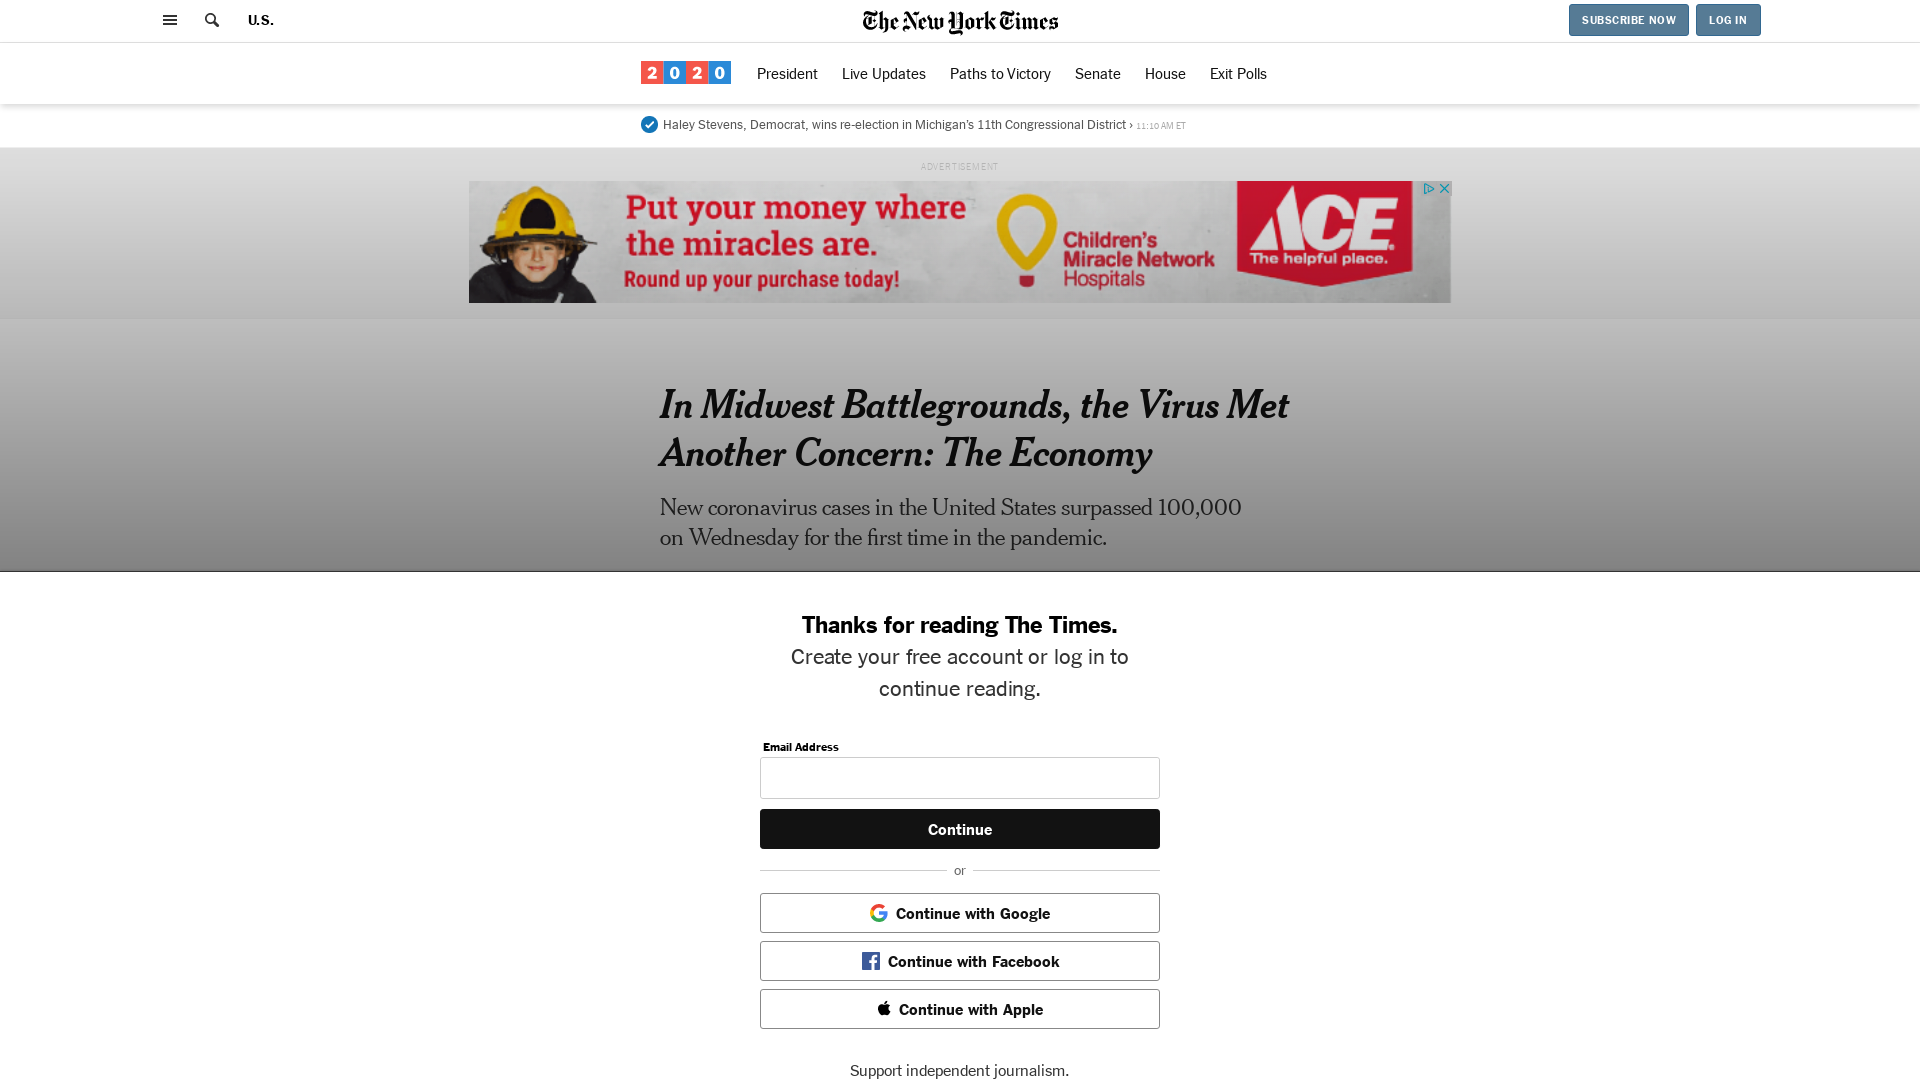 U.S.
The New York Times
SUBSCRIBE NOW
LOG IN
2020
President
Live Updates
Paths to Victory
Senate
House
Exit Polls
Haley Stevens, Democrat, wins re-election in Michigan’s 11th Congressional District › 11:10 AM ET
ADVERTISEMENT
Put your money where
the miracles are.
Round up your purchase today!
Children's
Miracle Network
Hospitals
ACE
The helpful place.
In Midwest Battlegrounds, the Virus Met
Another Concern: The Economy
New coronavirus cases in the United States surpassed 100,000
on Wednesday for the first time in the pandemic.
Thanks for reading The Times.
Create your free account or log in to
continue reading.
Email Address
Continue
or
Continue with Google
Continue with Facebook
Continue with Apple
Support independent journalism.